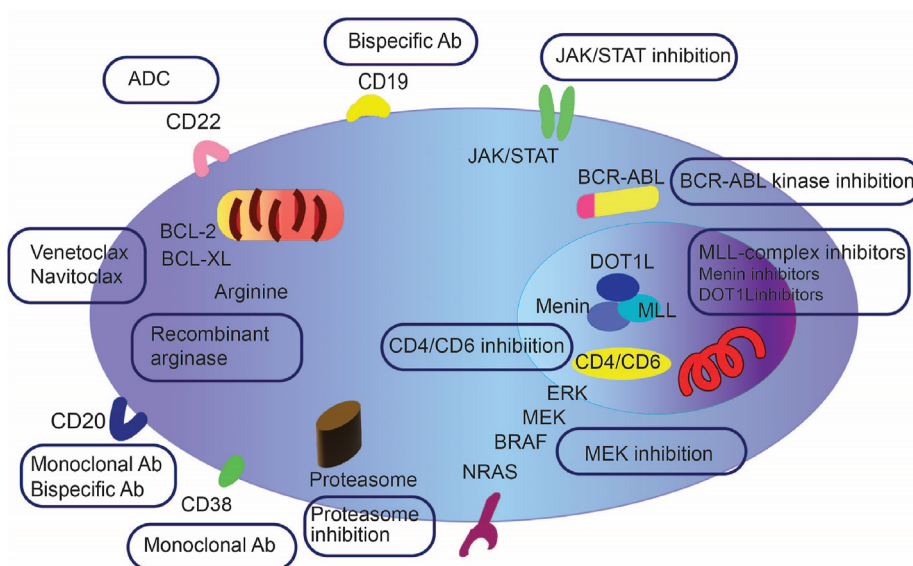 Bispecific Ab
CD19
JAK/STAT inhibition
ADC
CD22
JAK/STAT
BCR-ABL
BCR-ABL kinase inhibition
BCL-2
BCL-XL
Venetoclax
Navitoclax
Arginine
Recombinant
arginase
DOT1L
Menin
MLL
MLL-complex inhibitors
Menin inhibitors
DOT1Linhibitors
CD4/CD6 inhibiition
CD4/CD6
ERK
MEK
BRAF
NRAS
MEK inhibition
CD20
Monoclonal Ab
Bispecific Ab
CD38
Monoclonal Ab
Proteasome
Proteasome
inhibition